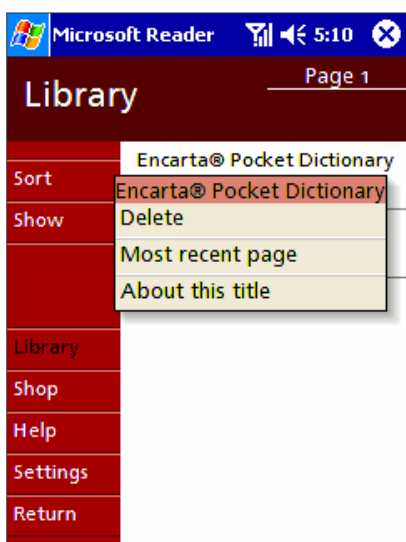 Microsoft Reader 5:10
Library
Page 1
Encarta® Pocket Dictionary
Sort
Show
Encarta® Pocket Dictionary
Delete
Most recent page
About this title
Library
Shop
Help
Settings
Return